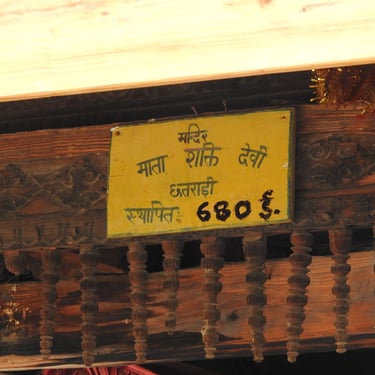 मन्दिर
माता शक्ति देवी
छतराड़ी
स्थापित: 680 ई.